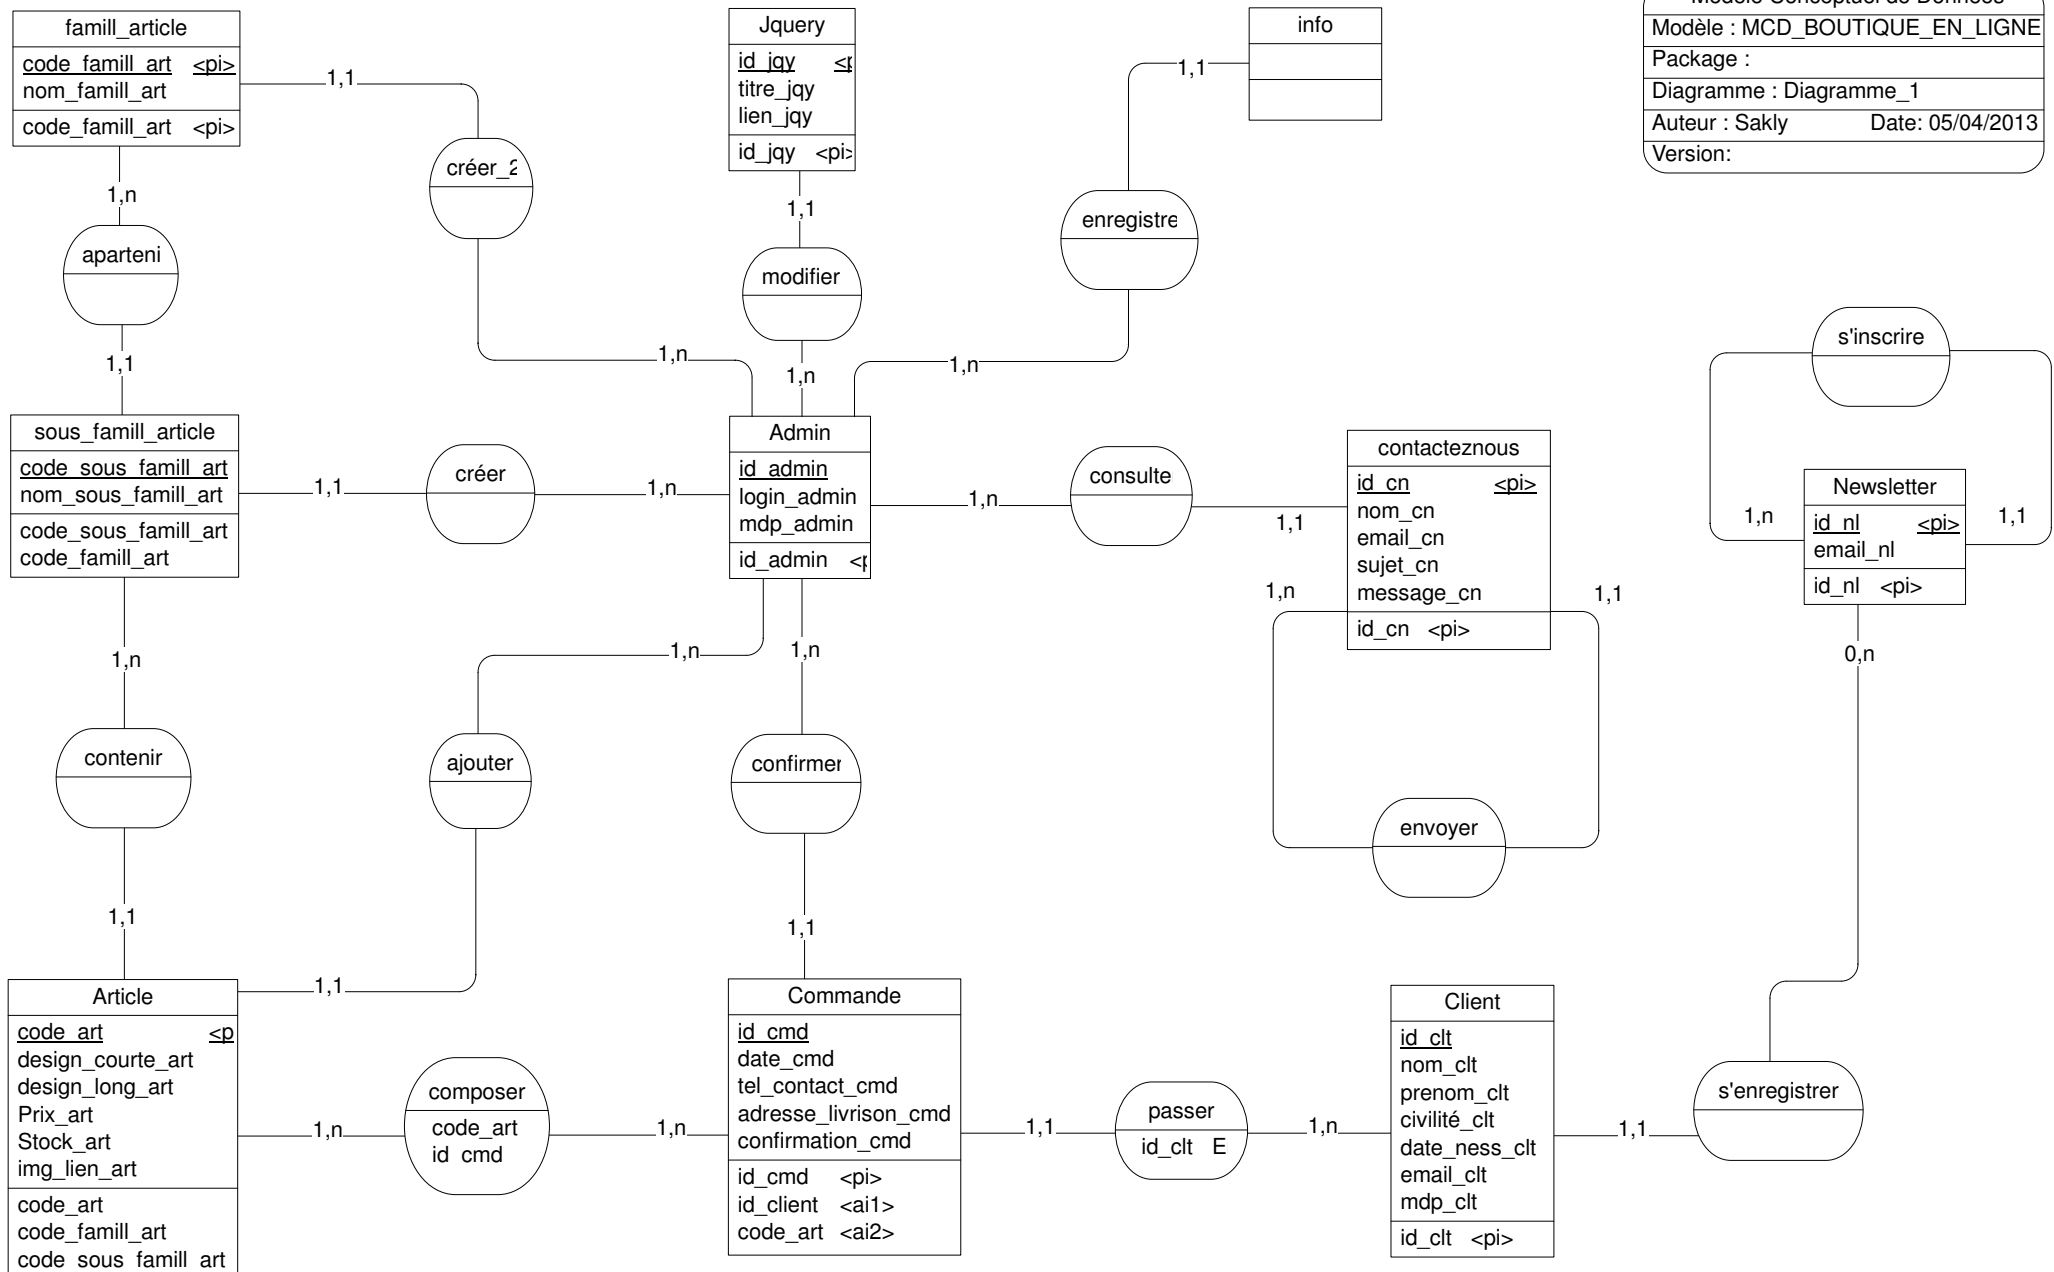 famill_article
code_famill_art <pi>
nom_famill_art
code_famill_art <pi>
1,1
créer_2
1,n
Jquery
id_jqy
titre_jqy
lien_jqy
id_jqy <pi>
1,1
modifier
1,n
info
1,1
enregistre
1,n
Modèle Conceptuel de Données
Modèle : MCD_BOUTIQUE_EN_LIGNE
Package :
Diagramme : Diagramme_1
Auteur : Sakly Date: 05/04/2013
Version:
1,n
aparteni
1,1
sous_famill_article
code_sous_famill_art
nom_sous_famill_art
code_sous_famill_art
code_famill_art
1,1
créer
1,n
Admin
id_admin
login_admin
mdp_admin
id_admin
1,n
consulte
1,1
contacteznous
id_cn <pi>
nom_cn
email_cn
sujet_cn
message_cn
id_cn <pi>
1,n
1,1
envoyer
s'inscrire
1,n
1,1
Newsletter
id_nl <pi>
email_nl
id_nl <pi>
0,n
1,n
contenir
1,1
1,n
ajouter
1,1
1,n
confirmer
1,1
Article
code_art <p
design_courte_art
design_long_art
Prix_art
Stock_art
img_lien_art
code_art
code_famill_art
code_sous_famill_art
1,n
composer
code_art
id_cmd
1,n
Commande
id_cmd
date_cmd
tel_contact_cmd
adresse_livrison_cmd
confirmation_cmd
id_cmd <pi>
id_client <ai1>
code_art <ai2>
1,1
passer
id_clt E
1,n
Client
id_clt
nom_clt
prenom_clt
civilité_clt
date_ness_clt
email_clt
mdp_clt
id_clt <pi>
1,1
s'enregistrer